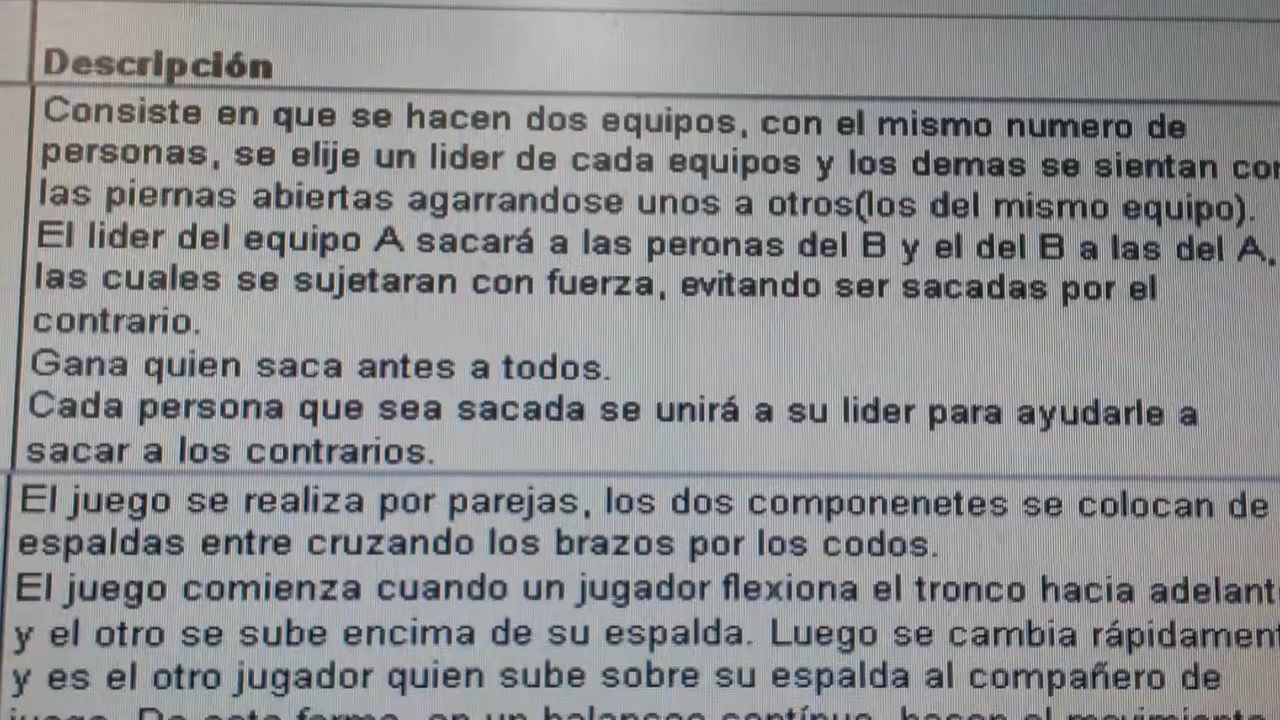 Descripción
Consiste en que se hacen dos equipos, con el mismo numero de
personas, se elije un lider de cada equipos y los demas se sientan
las piernas abiertas agarrandose unos a otros(los del mismo equipo).
El lider del equipo A sacará a las peronas del B y el del B a las del A,
las cuales se sujetaran con fuerza, evitando ser sacadas por el
contrario.
Gana quien saca antes a todos.
Cada persona que sea sacada se unirá a su lider para ayudarle a
sacar a los contrarios.
El juego se realiza por parejas, los dos componenetes se colocan de
espaldas entre cruzando los brazos por los codos.
El juego comienza cuando un jugador flexiona el tronco hacia
y el otro se sube encima de su espalda. Luego se cambia
y es el otro jugador quien sube sobre su espalda al compañero de